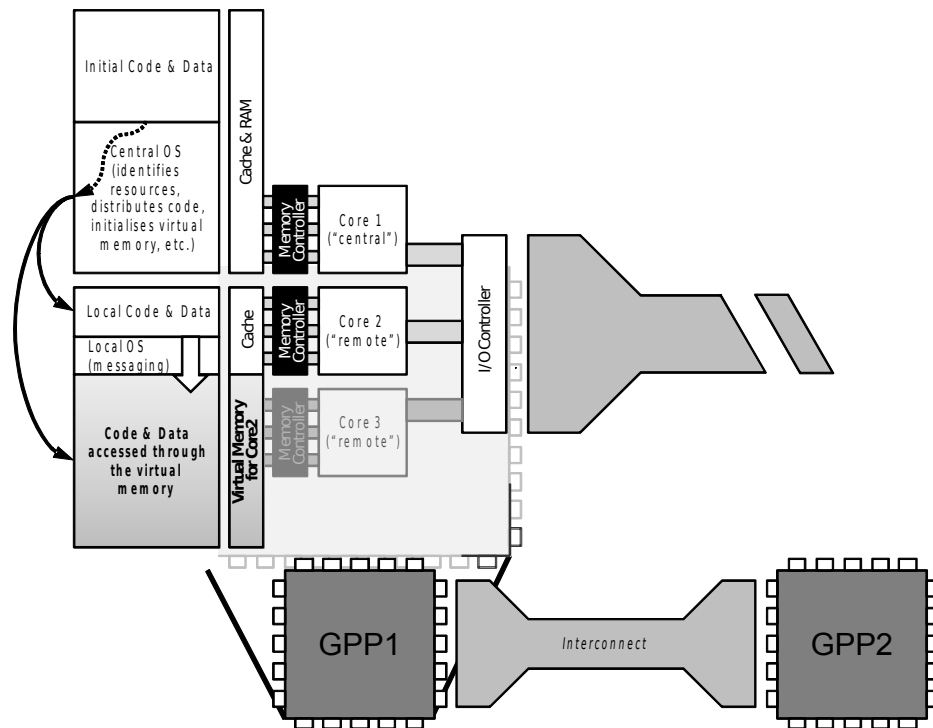 Initial Code & Data
Central OS
(identifies
resources,
distributes code,
initialises virtual
memory, etc.)
Cache & RAM
Memory
Controller
Core 1
("central")
Local Code & Data
Local OS
(messaging)
Cache
Memory
Controller
Core 2
("remote")
I/O Controller
Code & Data
accessed through
the virtual
memory
Virtual Memory
for Core2
Memory
Controller
Core 3
("remote")
GPP1
Interconnect
GPP2